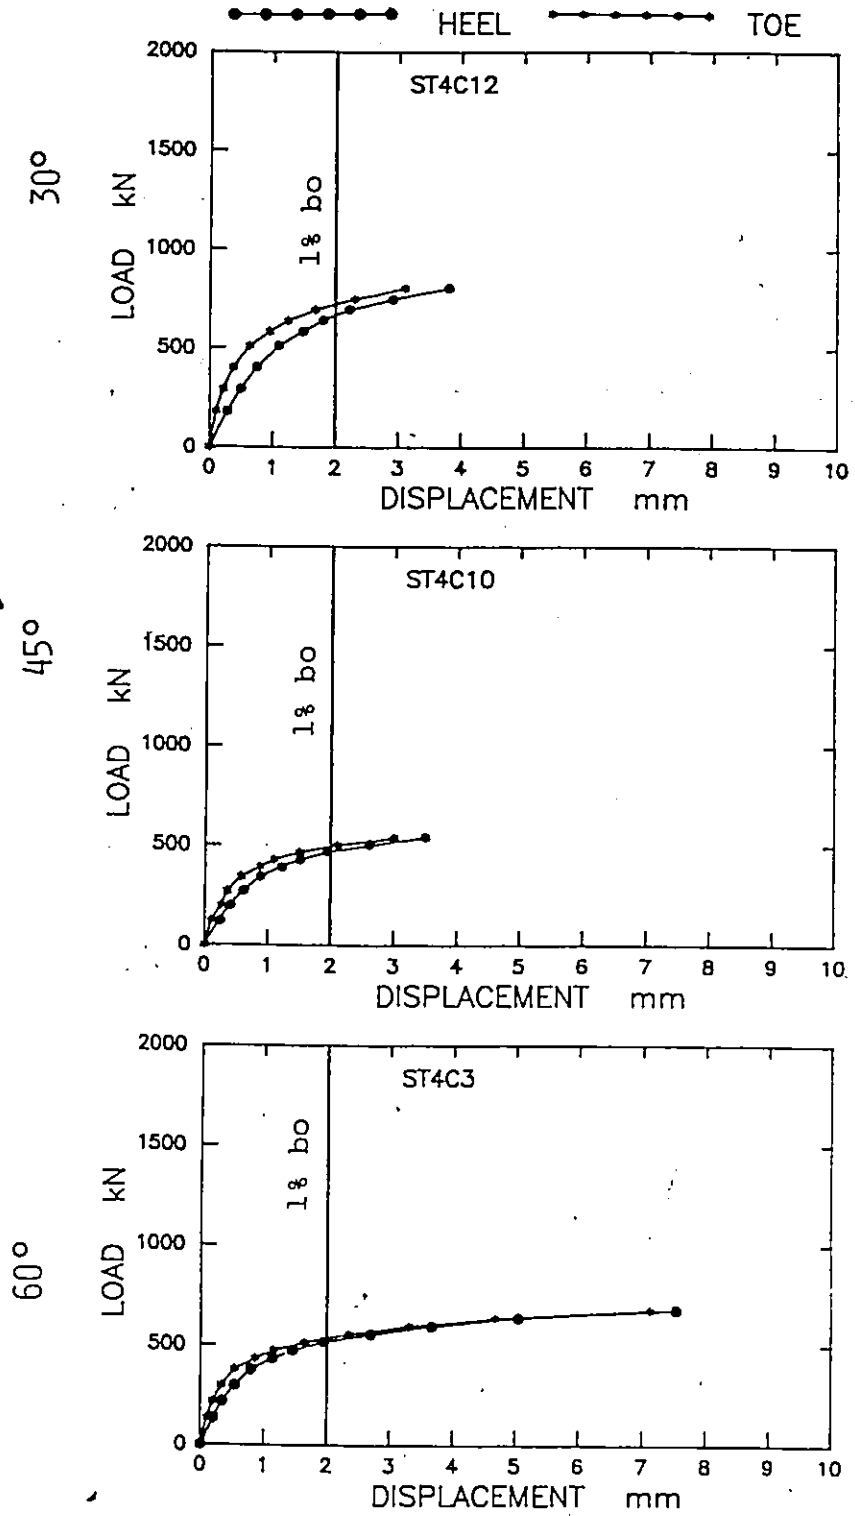 HEEL TOE
2000
ST4C12
1500
30°
1% bo
LOAD kN
1000
500
0
0 1 2 3 4 5 6 7 8 9 10
DISPLACEMENT mm
2000
ST4C10
1500
45°
1% bo
LOAD kN
1000
500
0
0 1 2 3 4 5 6 7 8 9 10
DISPLACEMENT mm
2000
ST4C3
1500
60°
1% bo
LOAD kN
1000
500
0
0 1 2 3 4 5 6 7 8 9 10
DISPLACEMENT mm